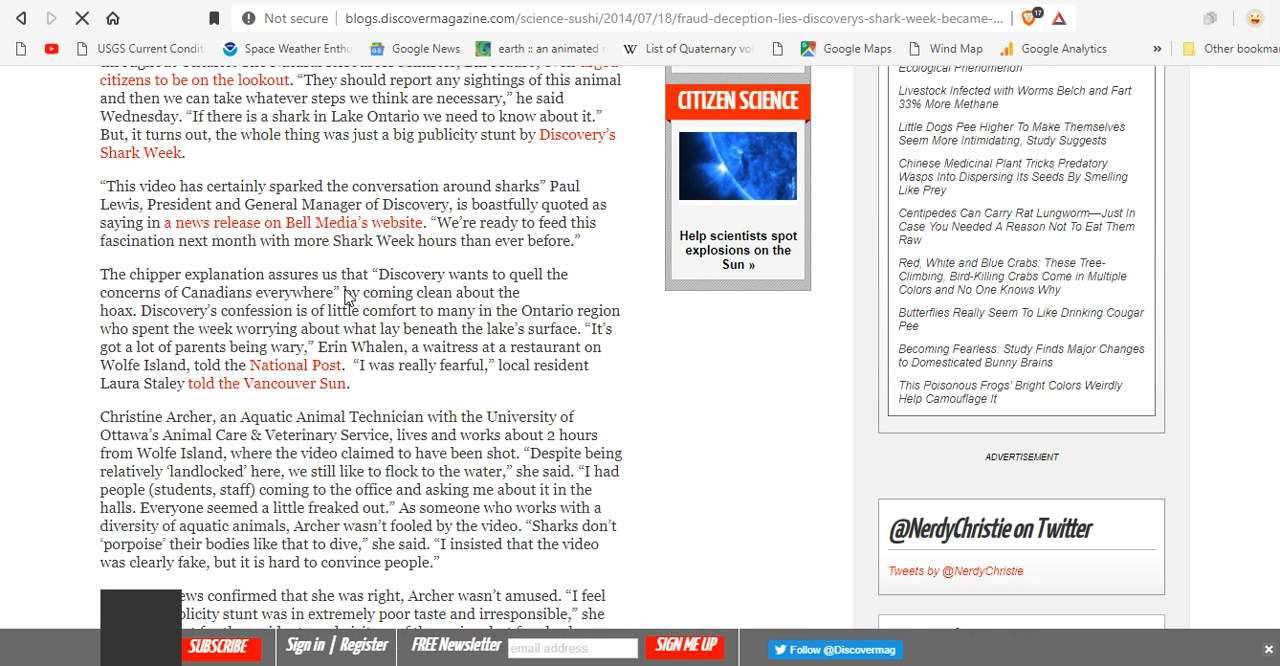 Not secure
blogs.discovermagazine.com/science-sushi/2014/07/18/fraud-deception-lies-discoverys-shark-week-became-...
17
USGS Current Condit
Space Weather Enthu
Google News
earth :: an animated
List of Quaternary vol
Google Maps
Wind Map
Google Analytics
»
Other bookma
citizens to be on the lookout. “They should report any sightings of this animal
and then we can take whatever steps we think are necessary,” he said
Wednesday. “If there is a shark in Lake Ontario we need to know about it.”
But, it turns out, the whole thing was just a big publicity stunt by Discovery’s
Shark Week.
“This video has certainly sparked the conversation around sharks” Paul
Lewis, President and General Manager of Discovery, is boastfully quoted as
saying in a news release on Bell Media’s website. “We’re ready to feed this
fascination next month with more Shark Week hours than ever before.”
The chipper explanation assures us that “Discovery wants to quell the
concerns of Canadians everywhere” by coming clean about the
hoax. Discovery’s confession is of little comfort to many in the Ontario region
who spent the week worrying about what lay beneath the lake’s surface. “It’s
got a lot of parents being wary,” Erin Whalen, a waitress at a restaurant on
Wolfe Island, told the National Post. “I was really fearful,” local resident
Laura Staley told the Vancouver Sun.
Christine Archer, an Aquatic Animal Technician with the University of
Ottawa’s Animal Care & Veterinary Service, lives and works about 2 hours
from Wolfe Island, where the video claimed to have been shot. “Despite being
relatively ‘landlocked’ here, we still like to flock to the water,” she said. “I had
people (students, staff) coming to the office and asking me about it in the
halls. Everyone seemed a little freaked out.” As someone who works with a
diversity of aquatic animals, Archer wasn’t fooled by the video. “Sharks don’t
‘porpoise’ their bodies like that to dive,” she said. “I insisted that the video
was clearly fake, but it is hard to convince people.”
ews confirmed that she was right, Archer wasn’t amused. “I feel
blicity stunt was in extremely poor taste and irresponsible,” she
CITIZEN SCIENCE
Help scientists spot
explosions on the
Sun »
Ecological Phenomenon
Livestock Infected with Worms Belch and Fart
33% More Methane
Little Dogs Pee Higher To Make Themselves
Seem More Intimidating, Study Suggests
Chinese Medicinal Plant Tricks Predatory
Wasps Into Dispersing Its Seeds By Smelling
Like Prey
Centipedes Can Carry Rat Lungworm—Just In
Case You Needed A Reason Not To Eat Them
Raw
Red, White and Blue Crabs: These Tree-
Climbing, Bird-Killing Crabs Come in Multiple
Colors and No One Knows Why
Butterflies Really Seem To Like Drinking Cougar
Pee
Becoming Fearless: Study Finds Major Changes
to Domesticated Bunny Brains
This Poisonous Frogs’ Bright Colors Weirdly
Help Camouflage It
ADVERTISEMENT
@NerdyChristie on Twitter
Tweets by @NerdyChristie
SUBSCRIBE
Sign in / Register
FREE Newsletter
email address
SIGN ME UP
Follow @Discovermag